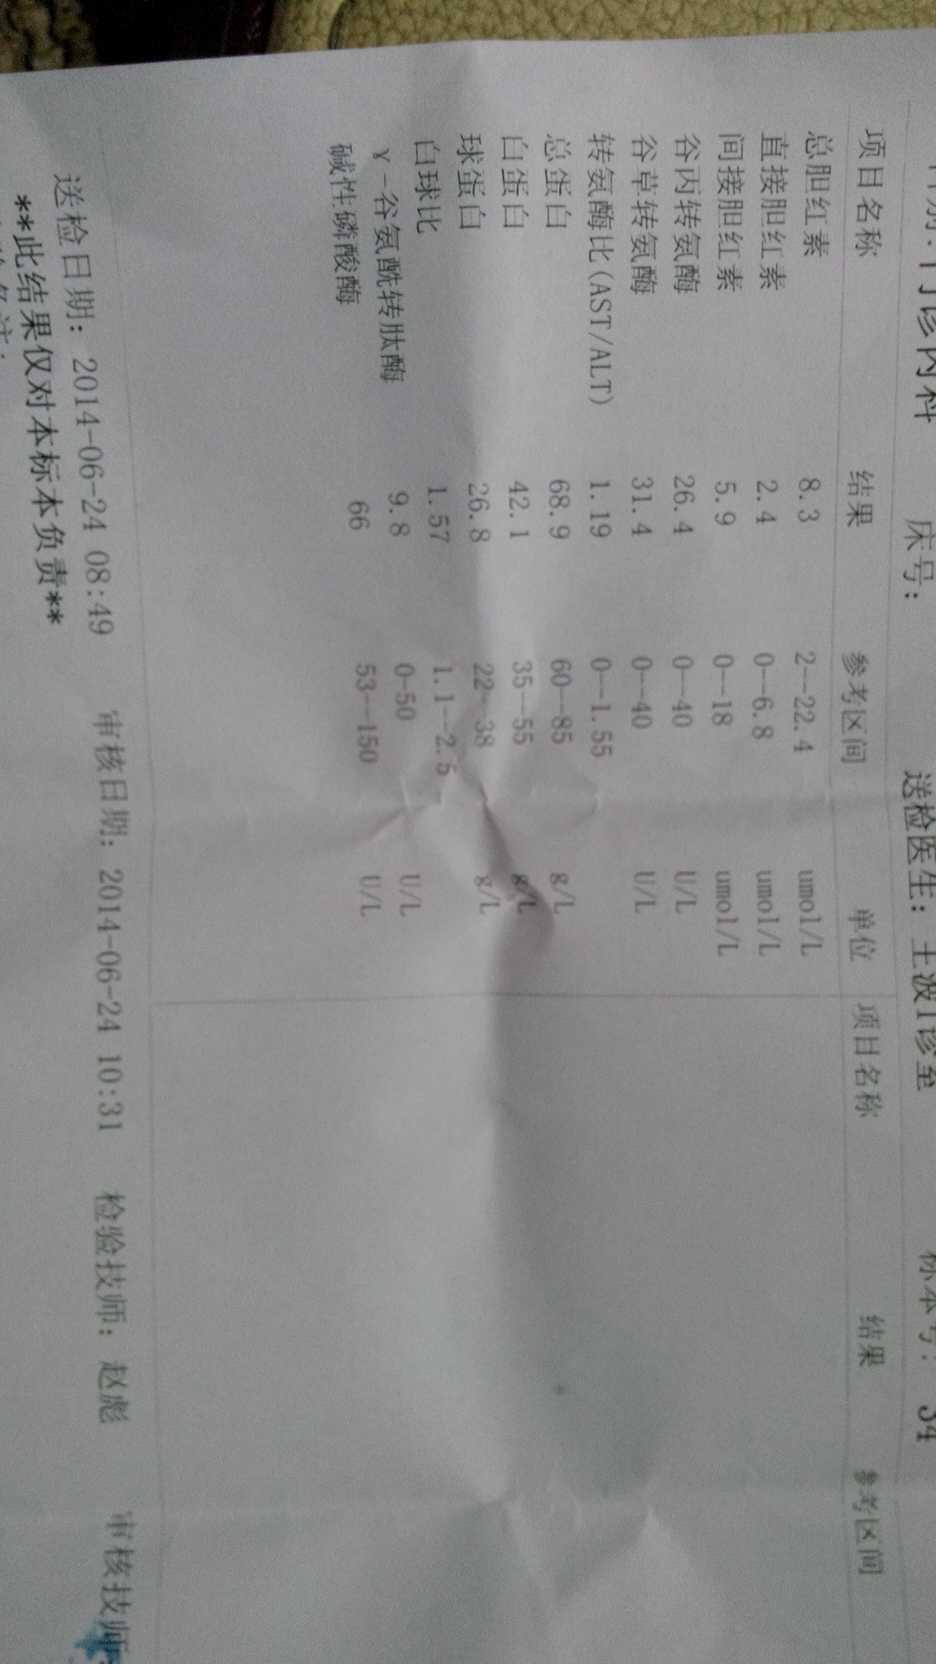 科别: 门诊内科 床号: 送检医生: 王波1诊室 标本号: 34
项目名称 结果 参考区间 单位 项目名称 结果 参考区间
总胆红素 8.3 2--22.4 umol/L
直接胆红素 2.4 0--6.8 umol/L
间接胆红素 5.9 0--18 umol/L
谷丙转氨酶 26.4 0--40 U/L
谷草转氨酶 31.4 0--40 U/L
转氨酶比(AST/ALT) 1.19 0--1.55
总蛋白 68.9 60--85 g/L
白蛋白 42.1 35--55 g/L
球蛋白 26.8 22--38 g/L
白球比 1.57 1.1--2.5
γ-谷氨酰转肽酶 9.8 0-50 U/L
碱性磷酸酶 66 53--150 U/L
送检日期: 2014-06-24 08:49 审核日期: 2014-06-24 10:31 检验技师: 赵彪 审核技师
**此结果仅对本标本负责**